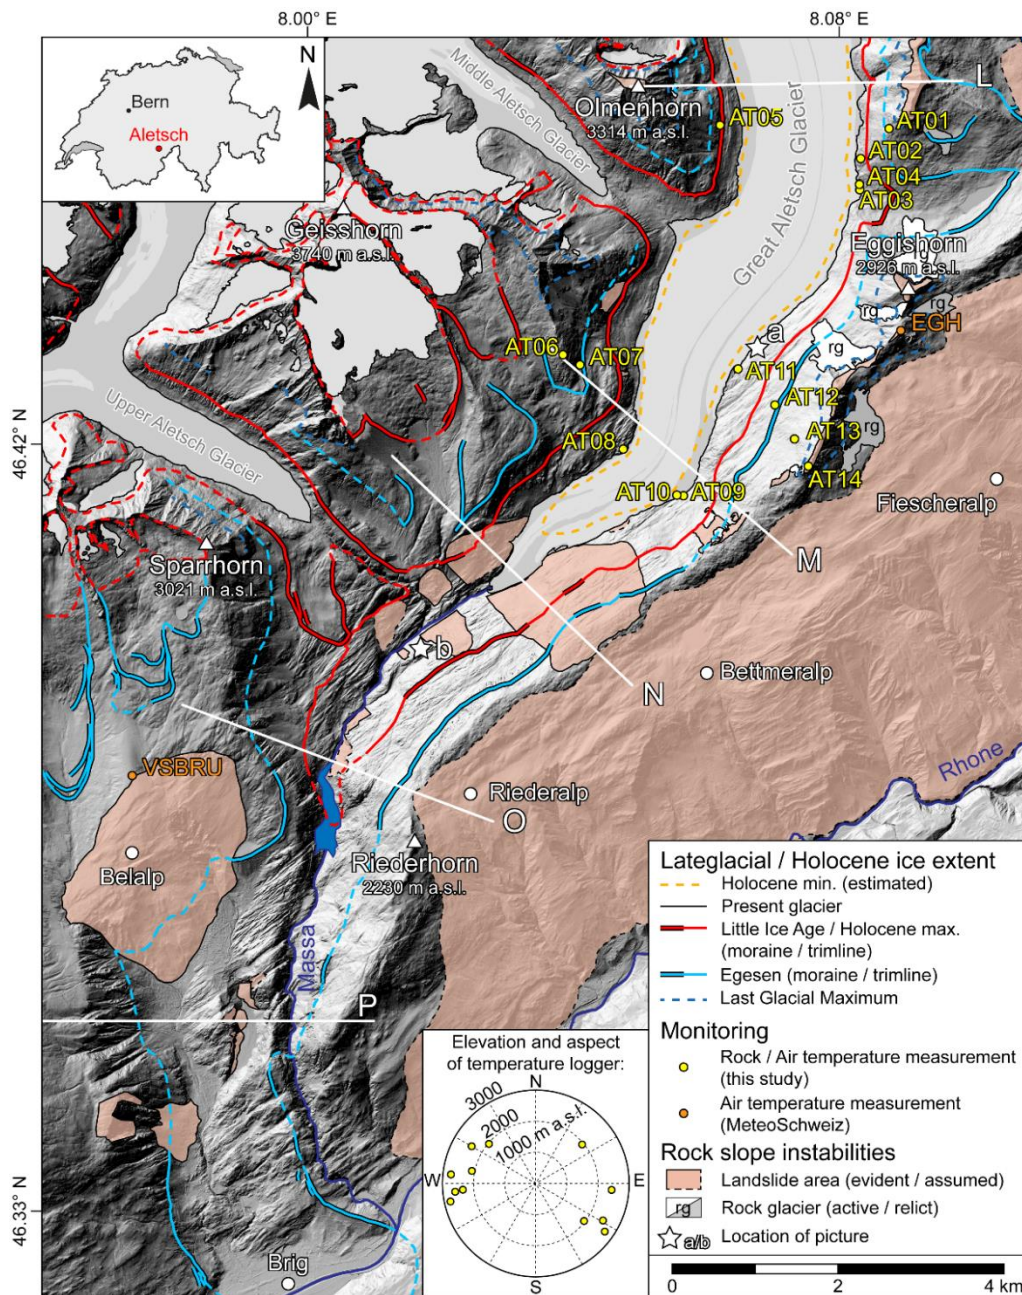 8.00° E
8.08° E
Bern
Aletsch
N
Middle Aletsch Glacier
Olmenhorn
3314 m a.s.l.
L
AT05
AT01
AT02
AT04
AT03
Great Aletsch Glacier
Geisshorn
3740 m a.s.l.
Eggishorn
2926 m a.s.l.
rg
rg
rg
EGH
a
rg
AT06
AT07
AT11
AT12
Upper Aletsch Glacier
46.42° N
AT08
AT13
rg
AT14
AT10
AT09
Fiescheralp
Sparrhorn
3021 m a.s.l.
M
b
N
Bettmeralp
VSBRU
Riederalp
O
Rhone
Belalp
Riederhorn
2230 m a.s.l.
Massa
P
46.33° N
Brig
Elevation and aspect
of temperature logger:
N
3000
2000
1000 m a.s.l.
W
E
S
Lateglacial / Holocene ice extent
Holocene min. (estimated)
Present glacier
Little Ice Age / Holocene max.
(moraine / trimline)
Egesen (moraine / trimline)
Last Glacial Maximum
Monitoring
Rock / Air temperature measurement
(this study)
Air temperature measurement
(MeteoSchweiz)
Rock slope instabilities
Landslide area (evident / assumed)
rg Rock glacier (active / relict)
a/b Location of picture
0 2 4 km